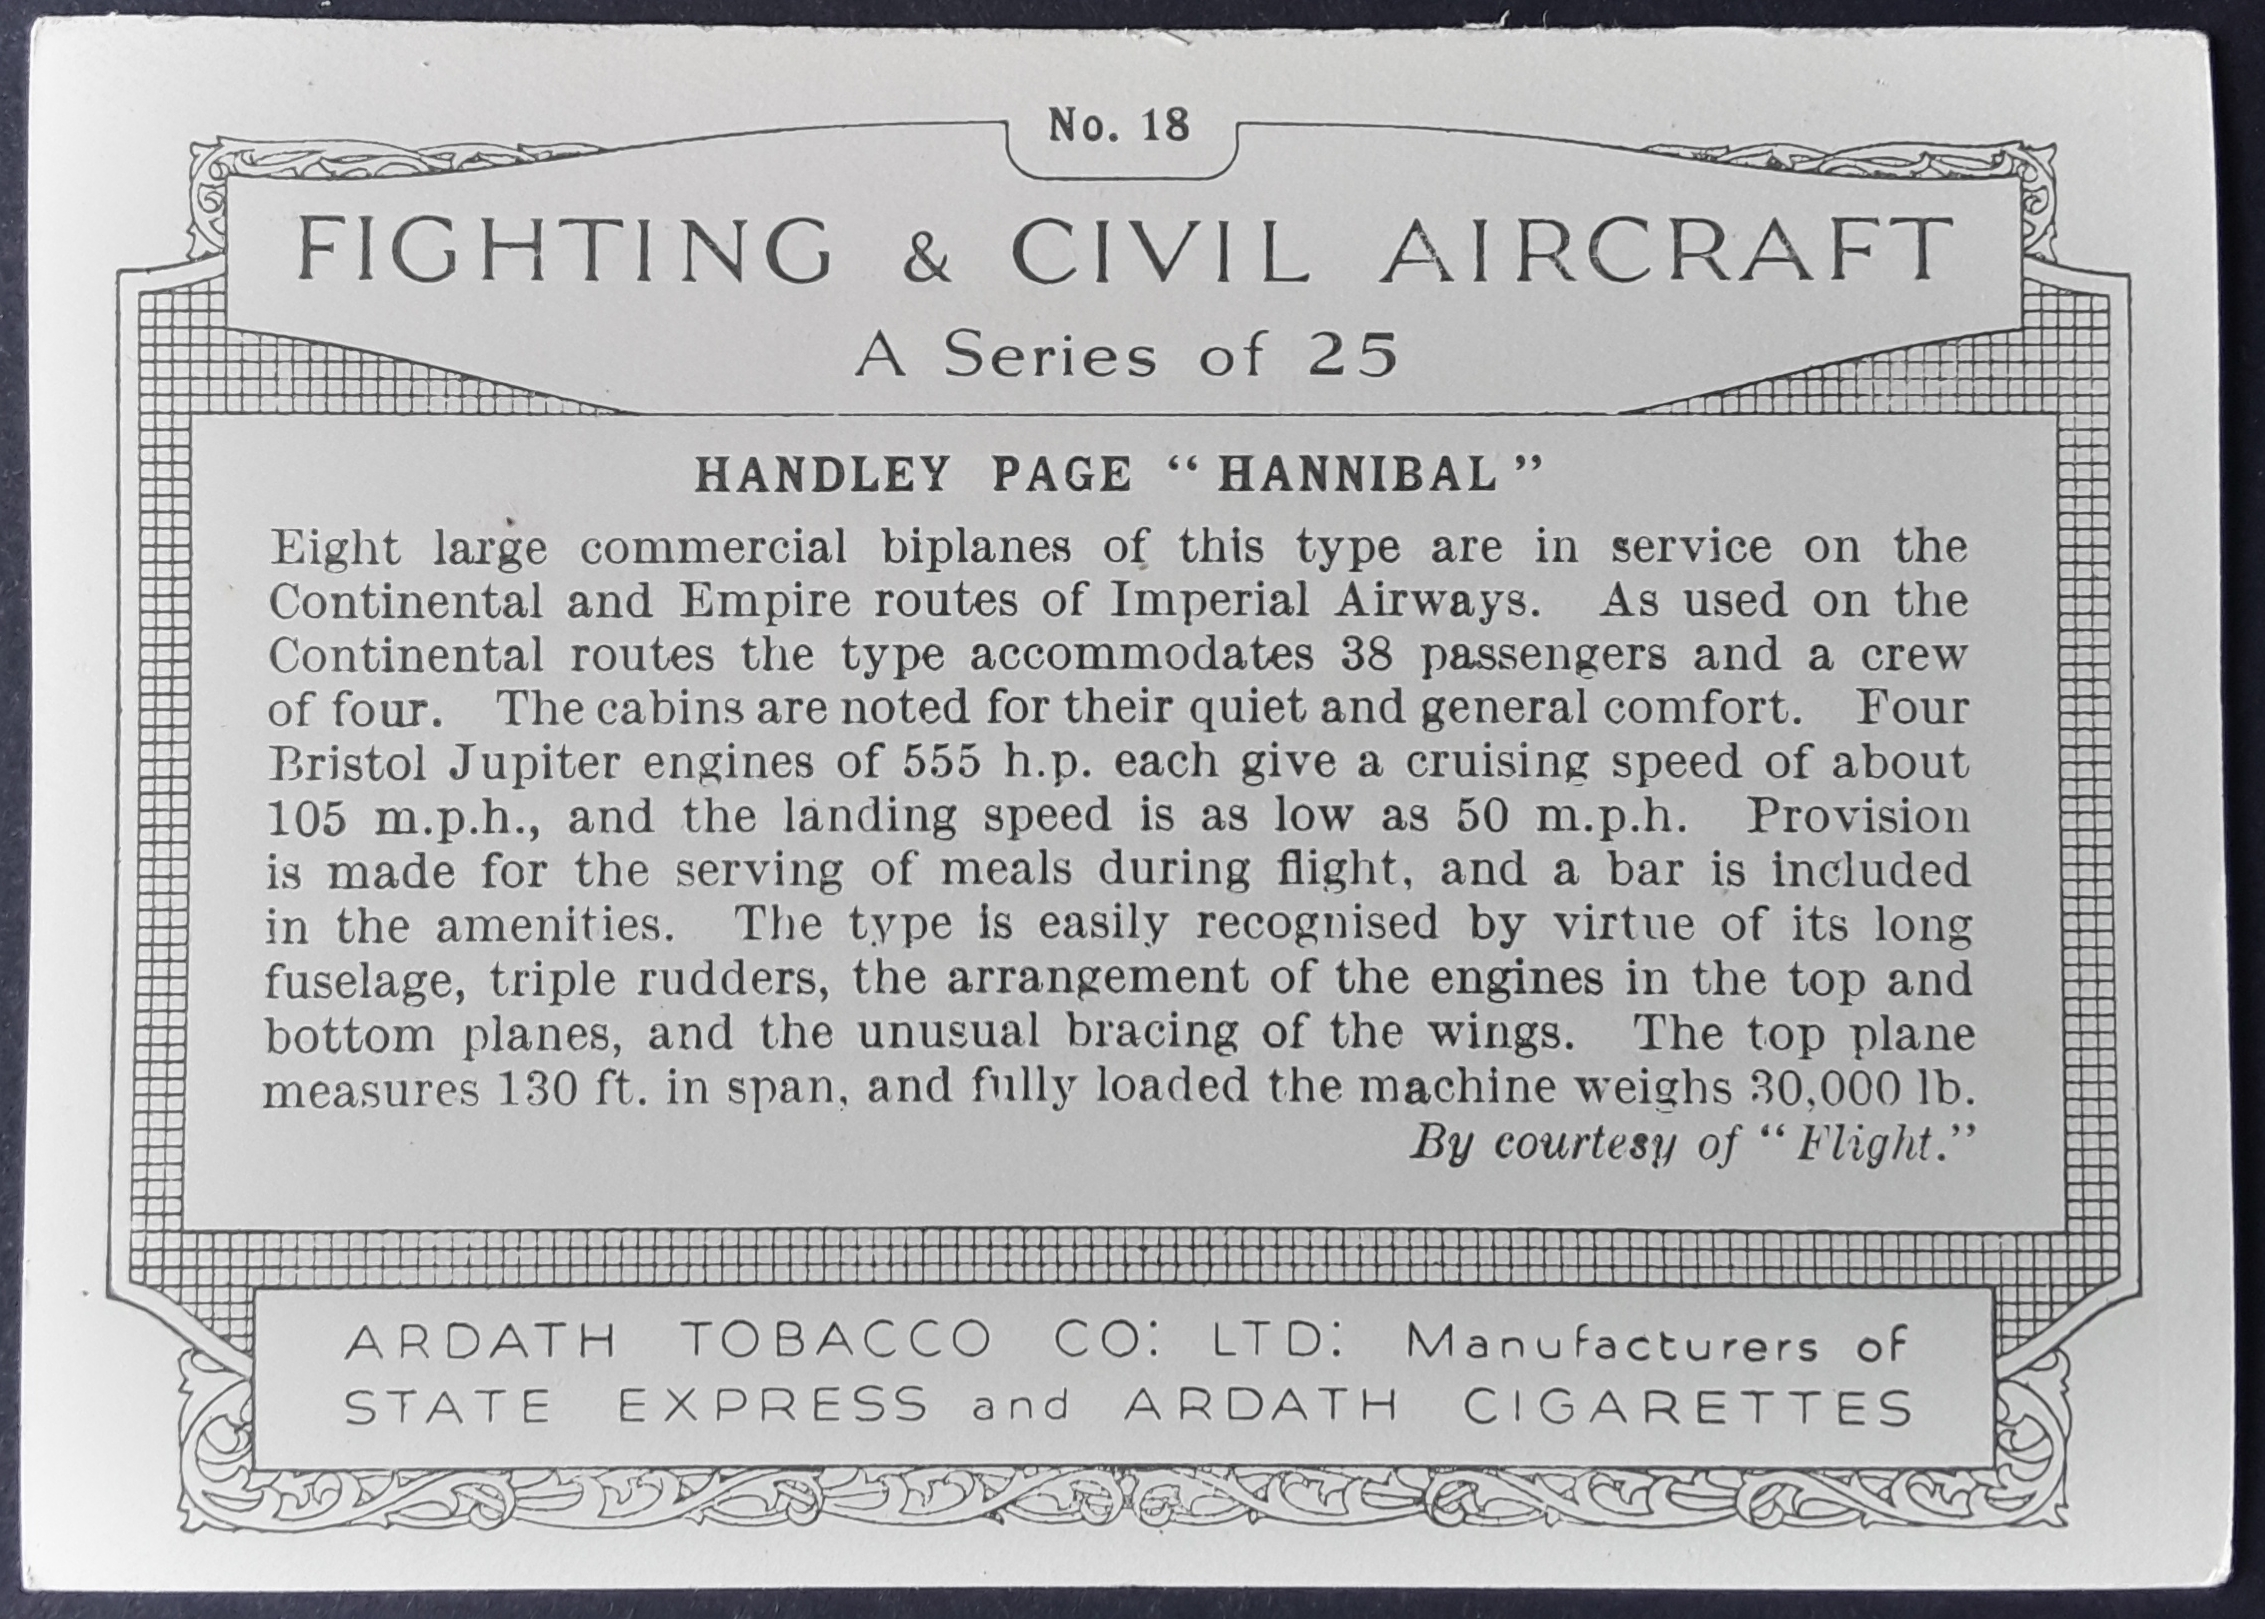 No. 18
FIGHTING & CIVIL AIRCRAFT
A Series of 25
HANDLEY PAGE “ HANNIBAL ”
Eight large commercial biplanes of this type are in service on the
Continental and Empire routes of Imperial Airways. As used on the
Continental routes the type accommodates 38 passengers and a crew
of four. The cabins are noted for their quiet and general comfort. Four
Bristol Jupiter engines of 555 h.p. each give a cruising speed of about
105 m.p.h., and the landing speed is as low as 50 m.p.h. Provision
is made for the serving of meals during flight, and a bar is included
in the amenities. The type is easily recognised by virtue of its long
fuselage, triple rudders, the arrangement of the engines in the top and
bottom planes, and the unusual bracing of the wings. The top plane
measures 130 ft. in span, and fully loaded the machine weighs 30,000 lb.
By courtesy of “ Flight.”
ARDATH TOBACCO CO: LTD: Manufacturers of
STATE EXPRESS and ARDATH CIGARETTES